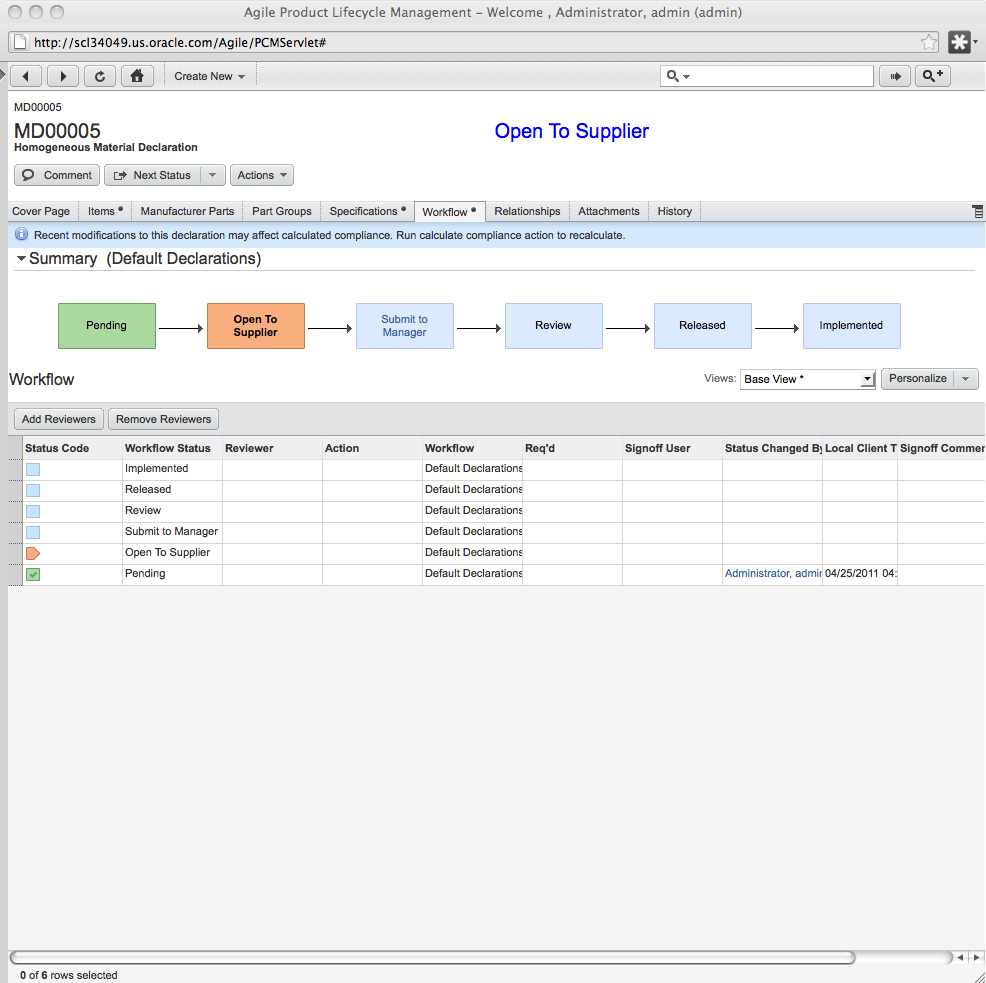 Agile Product Lifecycle Management – Welcome , Administrator, admin (admin)
http://scl34049.us.oracle.com/Agile/PCMServlet#
Create New
MD00005
MD00005
Open To Supplier
Homogeneous Material Declaration
Comment Next Status Actions
Cover Page Items Manufacturer Parts Part Groups Specifications Workflow Relationships Attachments History
Recent modifications to this declaration may affect calculated compliance. Run calculate compliance action to recalculate.
Summary (Default Declarations)
Pending
Open To
Supplier
Submit to
Manager
Review
Released
Implemented
Workflow
Views: Base View * Personalize
Add Reviewers Remove Reviewers
Status Code Workflow Status Reviewer Action Workflow Req'd Signoff User Status Changed By Local Client T Signoff Commer
Implemented Default Declarations
Released Default Declarations
Review Default Declarations
Submit to Manager Default Declarations
Open To Supplier Default Declarations
Pending Default Declarations Administrator, admin 04/25/2011 04:
0 of 6 rows selected